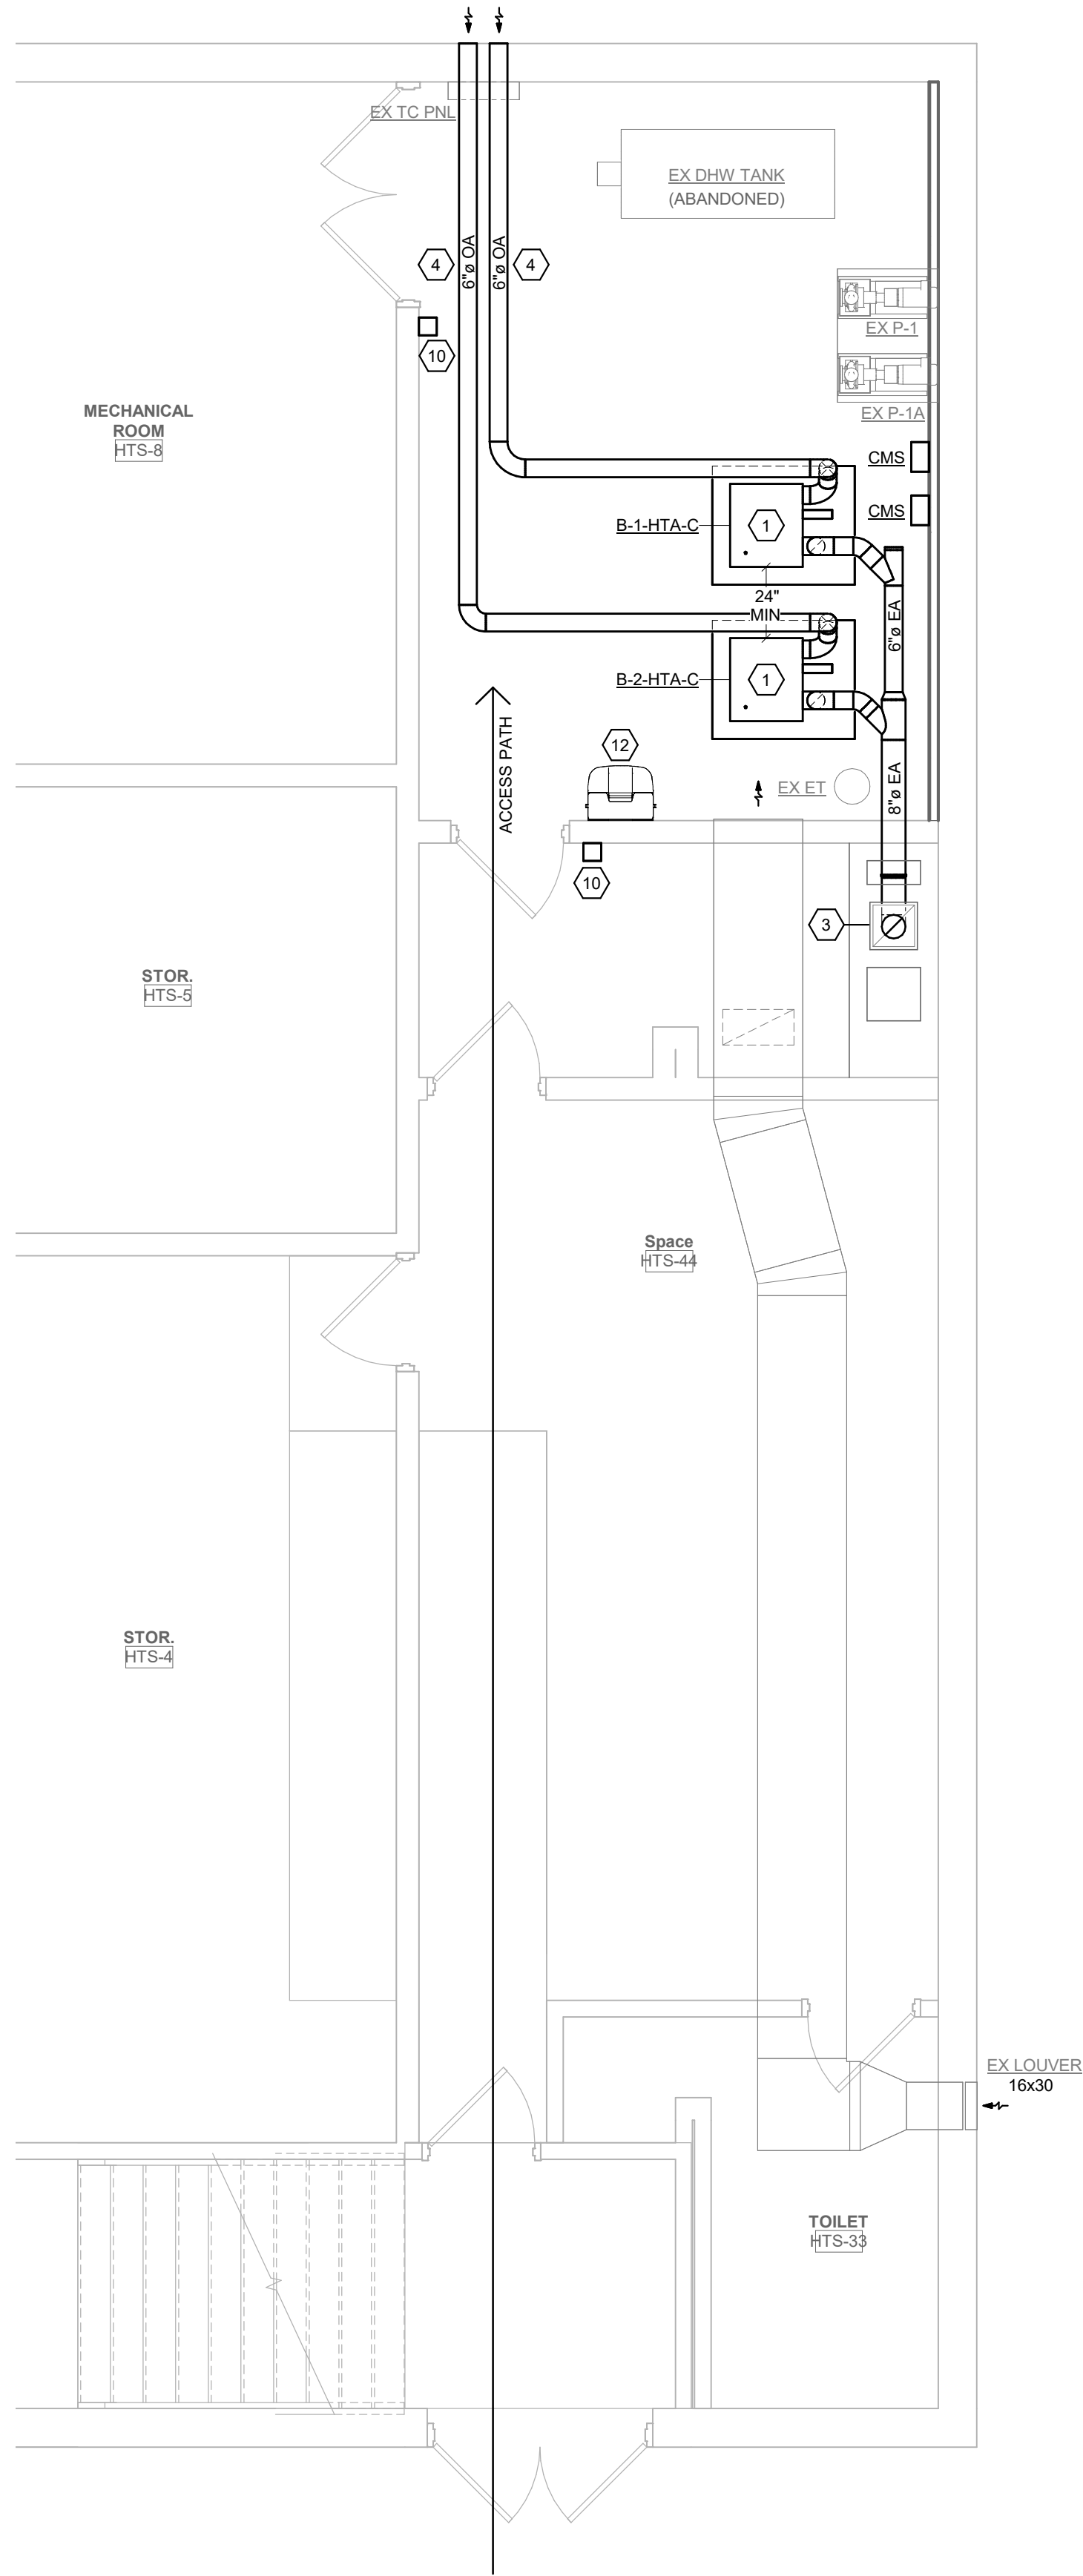 EX TC PNL
EX DHW TANK
(ABANDONED)
4
6"ø OA
6"ø OA
4
EX P-1
10
EX P-1A
MECHANICAL
ROOM
HTS-8
CMS
CMS
B-1-HTA-C
1
24"
MIN
6"ø EA
B-2-HTA-C
1
12
ACCESS PATH
EX ET
8"ø EA
10
3
STOR.
HTS-5
Space
HTS-44
STOR.
HTS-4
EX LOUVER
16x30
TOILET
HTS-33